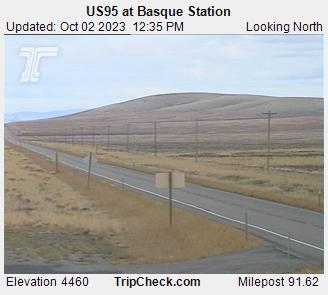 US95 at Basque Station
Updated: Oct 02 2023 12:35 PM Looking North
Elevation 4460 TripCheck.com Milepost 91.62